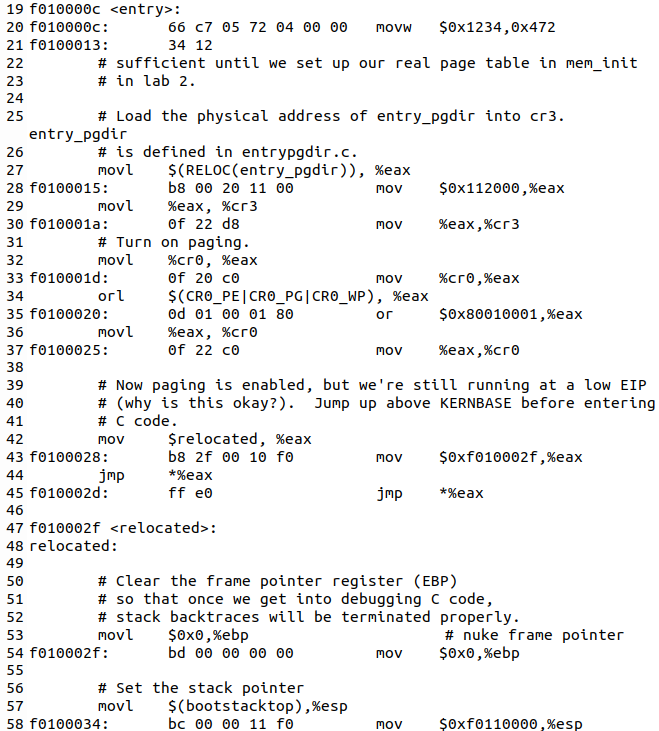 19 f010000c <entry>:
20 f010000c:       66 c7 05 72 04 00 00    movw   $0x1234,0x472
21 f0100013:       34 12
22         # sufficient until we set up our real page table in mem_init
23         # in lab 2.
24
25         # Load the physical address of entry_pgdir into cr3.
entry_pgdir
26         # is defined in entrypgdir.c.
27         movl    $(RELOC(entry_pgdir)), %eax
28 f0100015:       b8 00 20 11 00          mov    $0x112000,%eax
29         movl    %eax, %cr3
30 f010001a:       0f 22 d8                mov    %eax,%cr3
31         # Turn on paging.
32         movl    %cr0, %eax
33 f010001d:       0f 20 c0                mov    %cr0,%eax
34         orl     $(CR0_PE|CR0_PG|CR0_WP), %eax
35 f0100020:       0d 01 00 01 80          or     $0x80010001,%eax
36         movl    %eax, %cr0
37 f0100025:       0f 22 c0                mov    %eax,%cr0
38
39         # Now paging is enabled, but we're still running at a low EIP
40         # (why is this okay?).  Jump up above KERNBASE before entering
41         # C code.
42         mov     $relocated, %eax
43 f0100028:       b8 2f 00 10 f0          mov    $0xf010002f,%eax
44         jmp     *%eax
45 f010002d:       ff e0                   jmp    *%eax
46
47 f010002f <relocated>:
48 relocated:
49
50         # Clear the frame pointer register (EBP)
51         # so that once we get into debugging C code,
52         # stack backtraces will be terminated properly.
53         movl    $0x0,%ebp                       # nuke frame pointer
54 f010002f:       bd 00 00 00 00          mov    $0x0,%ebp
55
56         # Set the stack pointer
57         movl    $(bootstacktop),%esp
58 f0100034:       bc 00 00 11 f0          mov    $0xf0110000,%esp